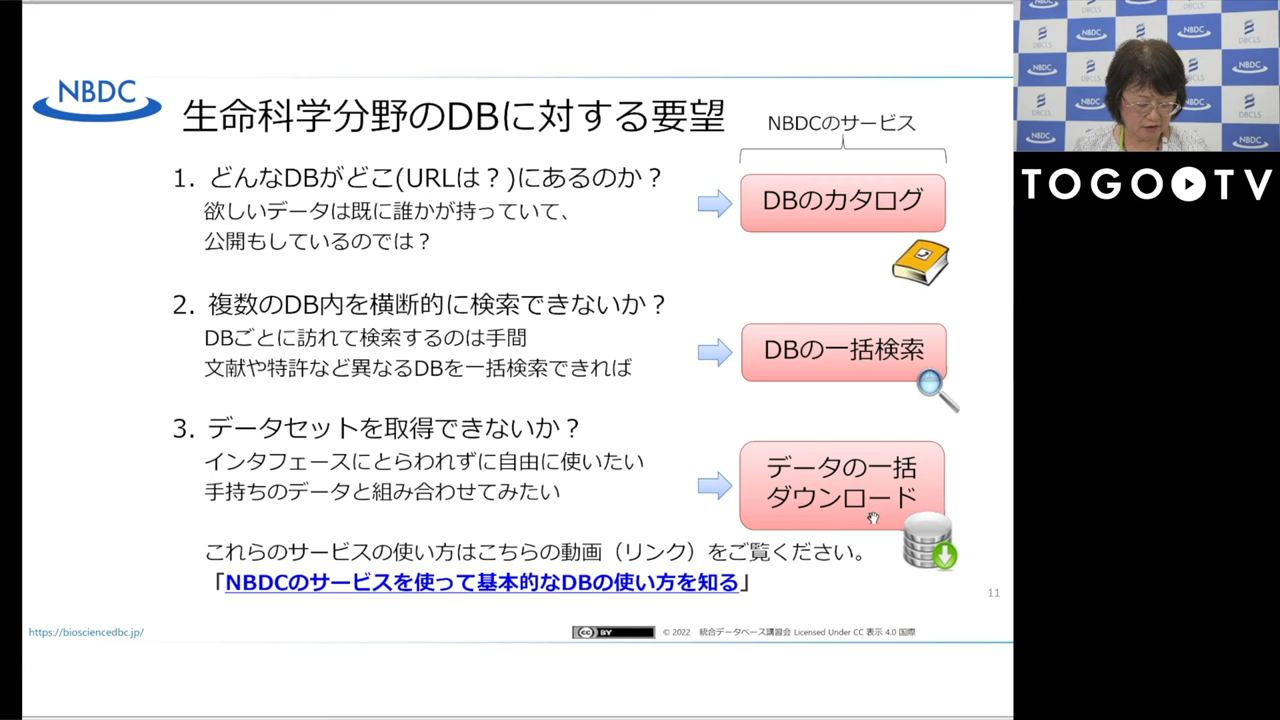 NBDC
生命科学分野のDBに対する要望
NBDCのサービス
1. どんなDBがどこ(URLは？)にあるのか？
欲しいデータは既に誰かが持っていて、
公開もしているのでは？
DBのカタログ
2. 複数のDB内を横断的に検索できないか？
DBごとに訪れて検索するのは手間
文献や特許など異なるDBを一括検索できれば
DBの一括検索
3. データセットを取得できないか？
インタフェースにとらわれずに自由に使いたい
手持ちのデータと組み合わせてみたい
データの一括
ダウンロード
これらのサービスの使い方はこちらの動画（リンク）をご覧ください。
「NBDCのサービスを使って基本的なDBの使い方を知る」
11
https://biosciencedbc.jp/
cc BY
© 2022 統合データベース講習会 Licensed Under CC 表示 4.0 国際
DBCLS
NBDC
DBCLS
NBDC
DBCLS
NBDC
NBDC
DBCLS
NBDC
DBCLS
NBDC
NBDC
TOGO TV